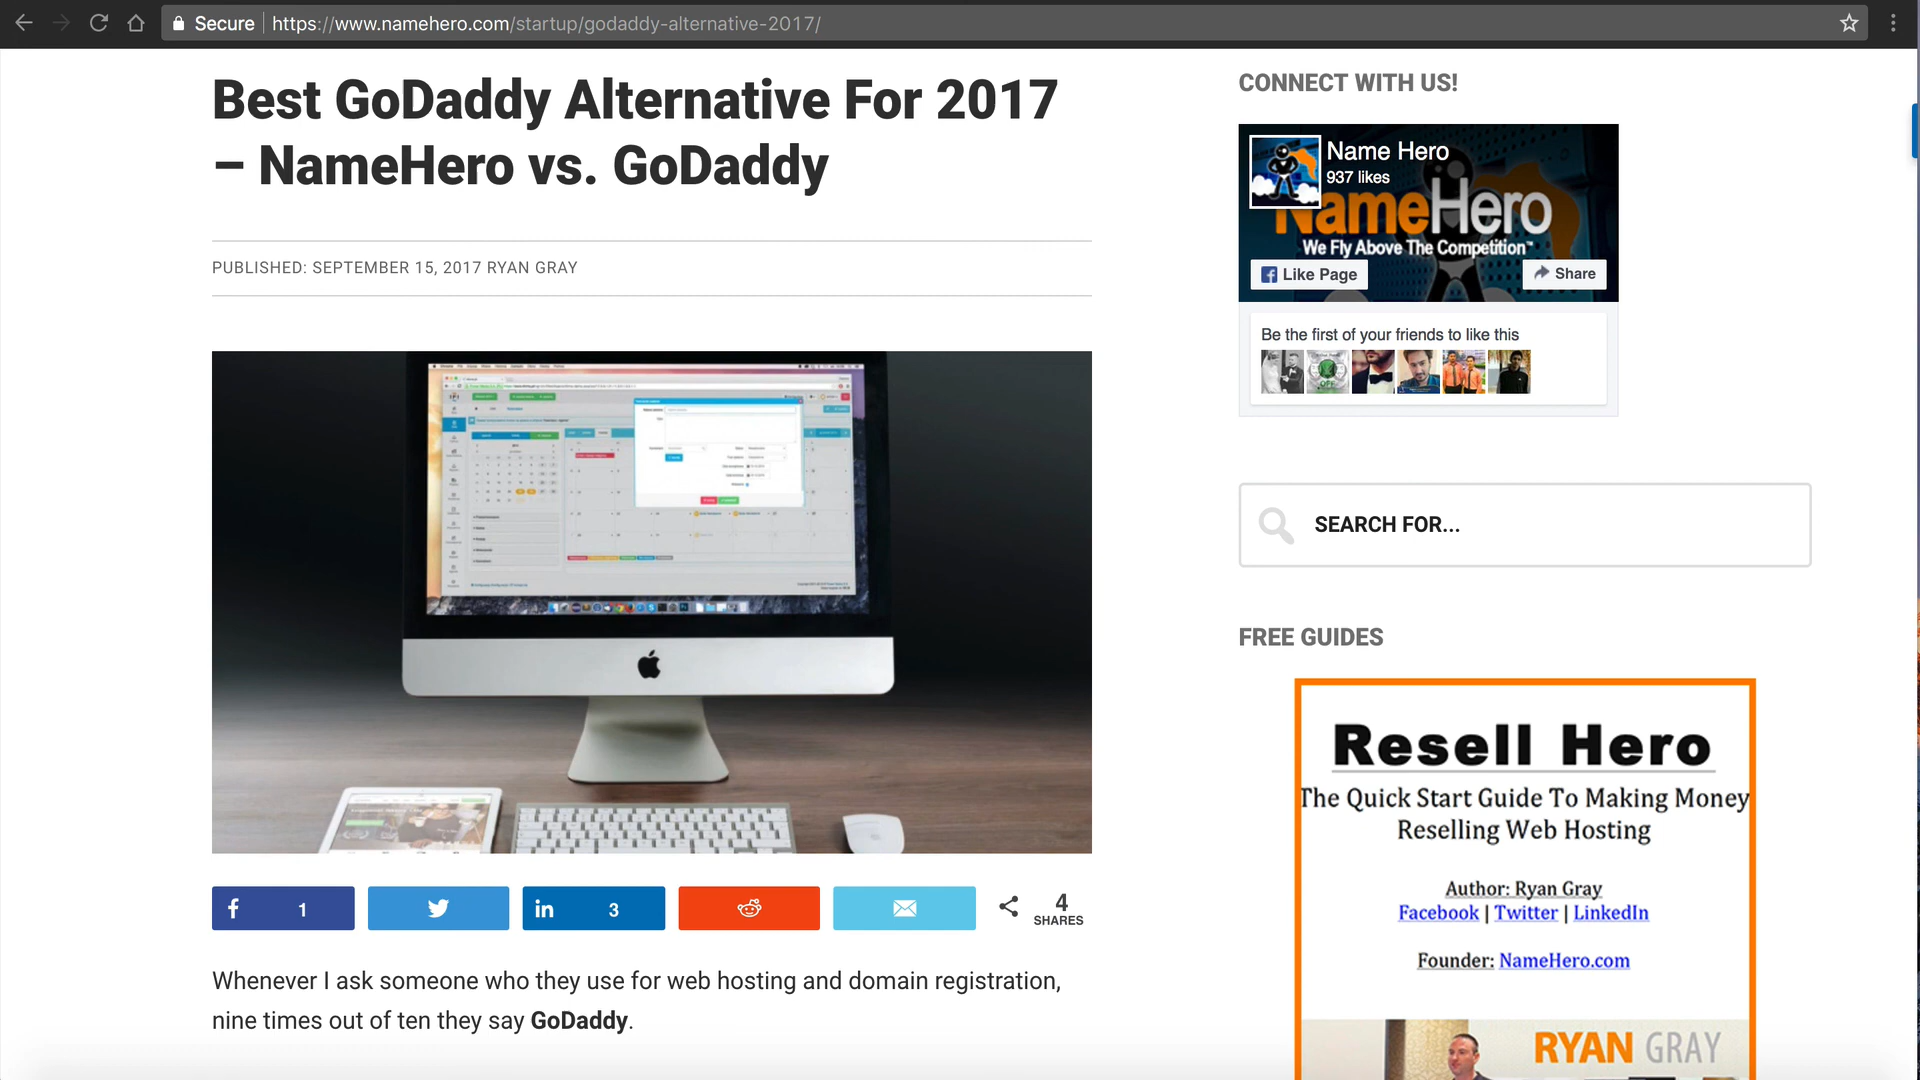 Secure
https://www.namehero.com/startup/godaddy-alternative-2017/
Best GoDaddy Alternative For 2017
– NameHero vs. GoDaddy
PUBLISHED: SEPTEMBER 15, 2017 RYAN GRAY
1
3
4
SHARES
Whenever I ask someone who they use for web hosting and domain registration,
nine times out of ten they say GoDaddy.
CONNECT WITH US!
Name Hero
937 likes
NameHero
We Fly Above The Competition™
Like Page
Share
Be the first of your friends to like this
SEARCH FOR...
FREE GUIDES
Resell Hero
The Quick Start Guide To Making Money
Reselling Web Hosting
Author: Ryan Gray
Facebook | Twitter | LinkedIn
Founder: NameHero.com
RYAN GRAY